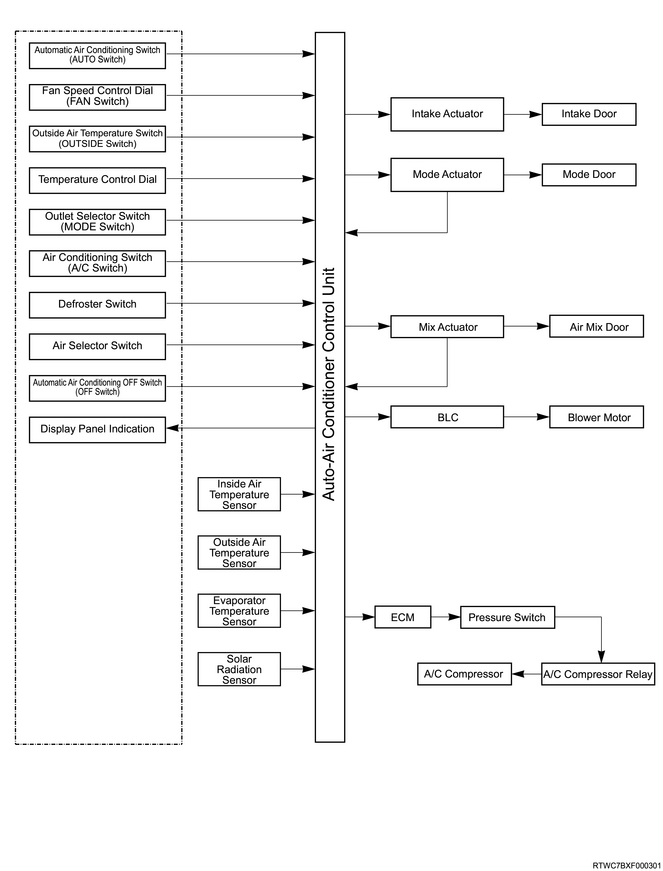 Automatic Air Conditioning Switch
(AUTO Switch)
Fan Speed Control Dial
(FAN Switch)
Outside Air Temperature Switch
(OUTSIDE Switch)
Temperature Control Dial
Outlet Selector Switch
(MODE Switch)
Air Conditioning Switch
(A/C Switch)
Defroster Switch
Air Selector Switch
Automatic Air Conditioning OFF Switch
(OFF Switch)
Display Panel Indication
Inside Air
Temperature
Sensor
Outside Air
Temperature
Sensor
Evaporator
Temperature
Sensor
Solar
Radiation
Sensor
Auto-Air Conditioner Control Unit
Intake Actuator
Intake Door
Mode Actuator
Mode Door
Mix Actuator
Air Mix Door
BLC
Blower Motor
ECM
Pressure Switch
A/C Compressor
A/C Compressor Relay
RTWC7BXF000301